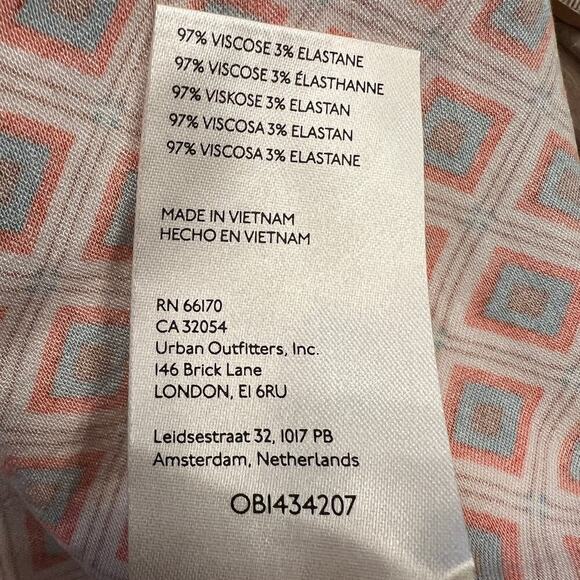 97% VISCOSE 3% ELASTANE
97% VISCOSE 3% ÉLASTHANNE
97% VISKOSE 3% ELASTAN
97% VISCOSA 3% ELASTAN
97% VISCOSA 3% ELASTANE
MADE IN VIETNAM
HECHO EN VIETNAM
RN 66170
CA 32054
Urban Outfitters, Inc.
146 Brick Lane
LONDON, E1 6RU
Leidsestraat 32, 1017 PB
Amsterdam, Netherlands
OB1434207